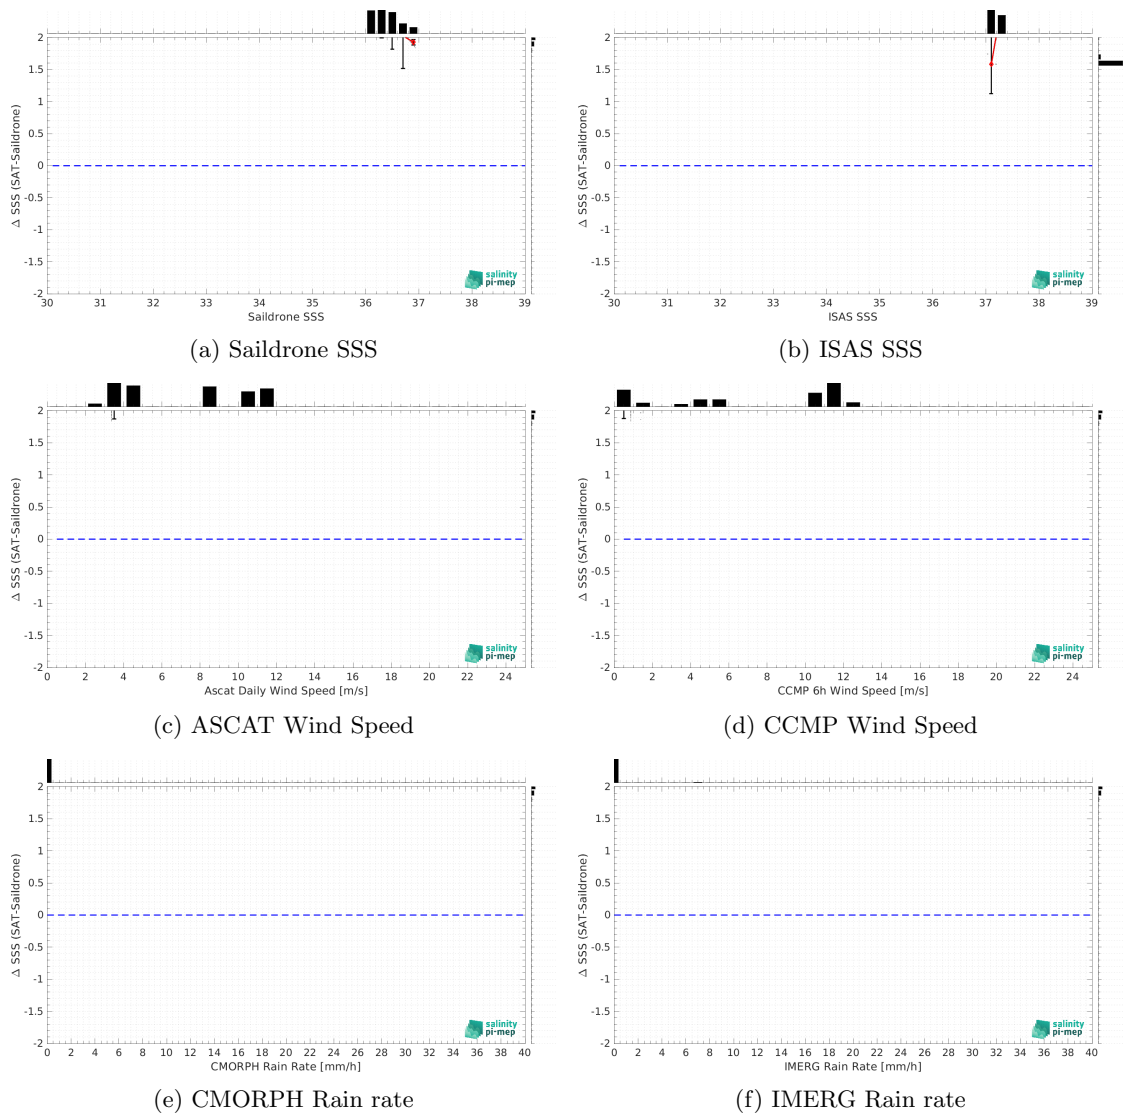 2
1.5
1
0.5
0
-0.5
-1
-1.5
-2
Δ SSS (SAT-Saildrone)
30 31 32 33 34 35 36 37 38 39
Saildrone SSS
salinity
pi-mep
(a) Saildrone SSS
2
1.5
1
0.5
0
-0.5
-1
-1.5
-2
Δ SSS (SAT-Saildrone)
30 31 32 33 34 35 36 37 38 39
ISAS SSS
salinity
pi-mep
(b) ISAS SSS
2
1.5
1
0.5
0
-0.5
-1
-1.5
-2
Δ SSS (SAT-Saildrone)
0 2 4 6 8 10 12 14 16 18 20 22 24
Ascat Daily Wind Speed [m/s]
salinity
pi-mep
(c) ASCAT Wind Speed
2
1.5
1
0.5
0
-0.5
-1
-1.5
-2
Δ SSS (SAT-Saildrone)
0 2 4 6 8 10 12 14 16 18 20 22 24
CCMP 6h Wind Speed [m/s]
salinity
pi-mep
(d) CCMP Wind Speed
2
1.5
1
0.5
0
-0.5
-1
-1.5
-2
Δ SSS (SAT-Saildrone)
0 2 4 6 8 10 12 14 16 18 20 22 24 26 28 30 32 34 36 38 40
CMORPH Rain Rate [mm/h]
salinity
pi-mep
(e) CMORPH Rain rate
2
1.5
1
0.5
0
-0.5
-1
-1.5
-2
Δ SSS (SAT-Saildrone)
0 2 4 6 8 10 12 14 16 18 20 22 24 26 28 30 32 34 36 38 40
IMERG Rain Rate [mm/h]
salinity
pi-mep
(f) IMERG Rain rate